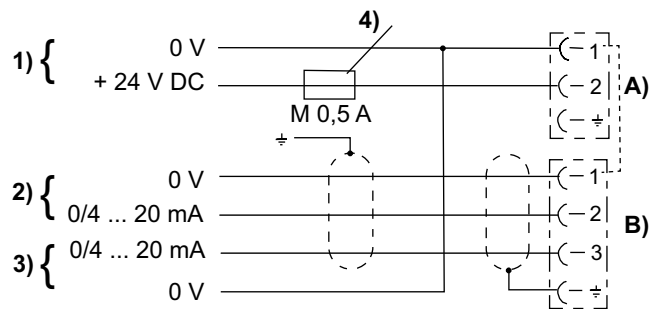 4)
1) { 0 V 1
+ 24 V DC 2 A)
M 0,5 A
2) { 0 V 1
0/4 ... 20 mA 2 B)
3) { 0/4 ... 20 mA 3
0 V